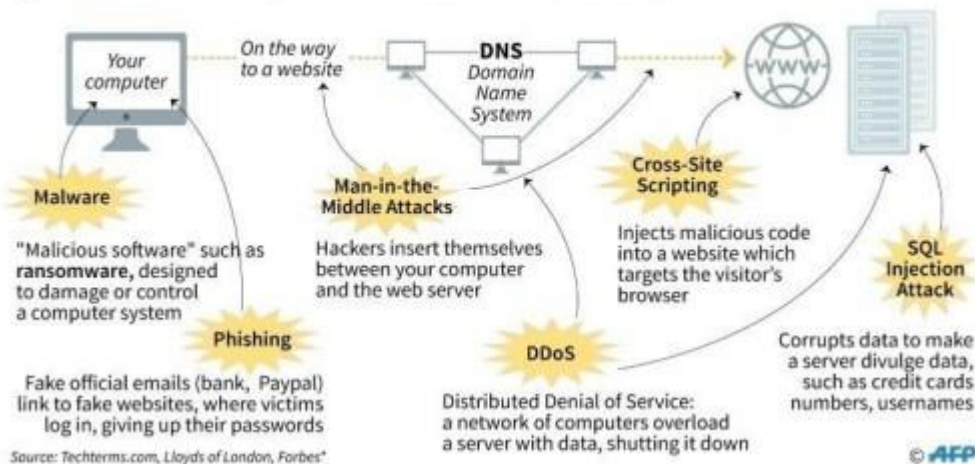 Your
computer
On the way
to a website
DNS
Domain
Name
System
WWW
Malware
"Malicious software" such as
ransomware, designed
to damage or control
a computer system
Phishing
Fake official emails (bank, Paypal)
link to fake websites, where victims
log in, giving up their passwords
Man-in-the-
Middle Attacks
Hackers insert themselves
between your computer
and the web server
DDoS
Distributed Denial of Service:
a network of computers overload
a server with data, shutting it down
Cross-Site
Scripting
Injects malicious code
into a website which
targets the visitor's
browser
SQL
Injection
Attack
Corrupts data to make
a server divulge data,
such as credit cards
numbers, usernames
Source: Techterms.com, Lloyds of London, Forbes*
© AFP